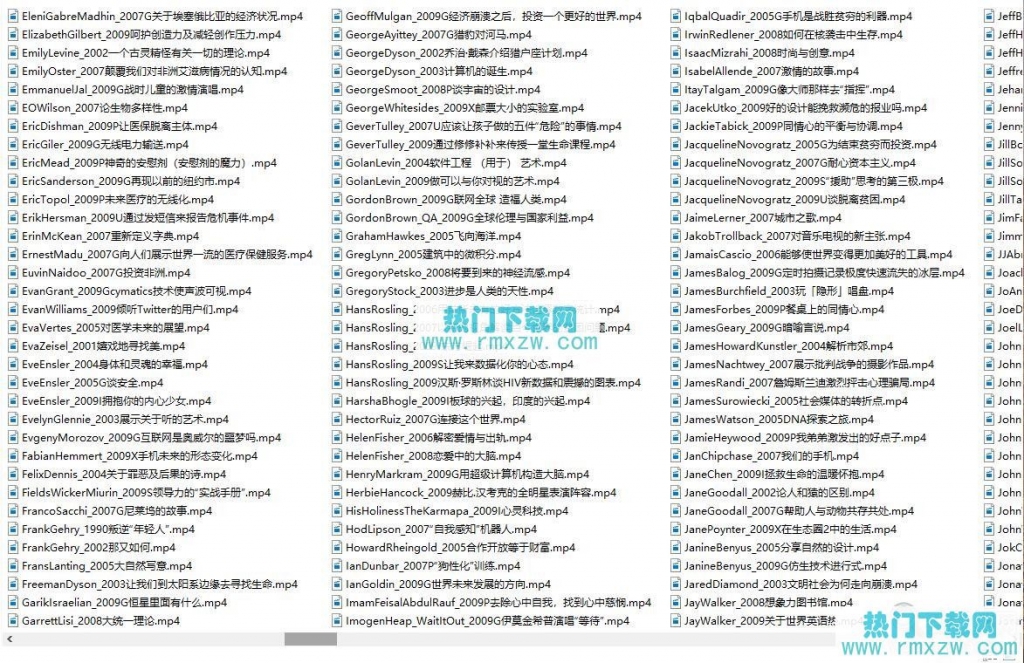 EleniGabreMadhin_2007G关于埃塞俄比亚的经济状况.mp4
ElizabethGilbert_2009呵护创造力及减轻创作压力.mp4
EmilyLevine_2002一个古灵精怪有关一切的理论.mp4
EmilyOster_2007颠覆我们对非洲艾滋病情况的认知.mp4
EmmanuelJal_2009G战时儿童的激情演唱.mp4
EOWilson_2007论生物多样性.mp4
EricDishman_2009P让医保脱离主体.mp4
EricGiler_2009G无线电力输送.mp4
EricMead_2009P神奇的安慰剂（安慰剂的魔力）.mp4
EricSanderson_2009G再现以前的纽约市.mp4
EricTopol_2009P未来医疗的无线化.mp4
ErikHersman_2009U通过发短信来报告危机事件.mp4
ErinMcKean_2007重新定义字典.mp4
ErnestMadu_2007G向人们展示世界一流的医疗保健服务.mp4
EuvinNaidoo_2007G投资非洲.mp4
EvanGrant_2009Gcymatics技术使声波可视.mp4
EvanWilliams_2009倾听Twitter的用户们.mp4
EvaVertes_2005对医学未来的展望.mp4
EvaZeisel_2001嬉戏地寻找美.mp4
EveEnsler_2004身体和灵魂的幸福.mp4
EveEnsler_2005G谈安全.mp4
EveEnsler_2009I拥抱你的内心少女.mp4
EvelynGlennie_2003展示关于听的艺术.mp4
EvgenyMorozov_2009G互联网是奥威尔的噩梦吗.mp4
FabianHemmert_2009X手机未来的形态变化.mp4
FelixDennis_2004关于罪恶及后果的诗.mp4
FieldsWickerMiurin_2009S领导力的“实战手册”.mp4
FrancoSacchi_2007G尼莱坞的故事.mp4
FrankGehry_1990叛逆“年轻人”.mp4
FrankGehry_2002那又如何.mp4
FransLanting_2005大自然写意.mp4
FreemanDyson_2003让我们到太阳系边缘去寻找生命.mp4
GarikIsraelian_2009G恒星里面有什么.mp4
GarrettLisi_2008大统一理论.mp4
GeoffMulgan_2009G经济崩溃之后，投资一个更好的世界.mp4
GeorgeAyittey_2007G猎豹对河马.mp4
GeorgeDyson_2002乔治·戴森介绍猎户座计划.mp4
GeorgeDyson_2003计算机的诞生.mp4
GeorgeSmoot_2008P谈宇宙的设计.mp4
GeorgeWhitesides_2009X邮票大小的实验室.mp4
GeverTulley_2007U应该让孩子做的五件“危险”的事情.mp4
GeverTulley_2009通过修修补补来传授一堂生命课程.mp4
GolanLevin_2004软件工程 （用于） 艺术.mp4
GolanLevin_2009做可以与你对视的艺术.mp4
GordonBrown_2009G联网全球 造福人类.mp4
GordonBrown_QA_2009G全球伦理与国家利益.mp4
GrahamHawkes_2005飞向海洋.mp4
GregLynn_2005建筑中的微积分.mp4
GregoryPetsko_2008将要到来的神经流感.mp4
GregoryStock_2003进步是人类的天性.mp4
HansRosling_
HansRosling_
HansRosling_
HansRosling_2009S让我来数据化你的心态.mp4
HansRosling_2009汉斯·罗斯林谈HIV新数据和震撼的图表.mp4
HarshaBhogle_2009I板球的兴起，印度的兴起.mp4
HectorRuiz_2007G连接这个世界.mp4
HelenFisher_2006解密爱情与出轨.mp4
HelenFisher_2008恋爱中的大脑.mp4
HenryMarkram_2009G用超级计算机构造大脑.mp4
HerbieHancock_2009赫比.汉考克的全明星表演阵容.mp4
HisHolinessTheKarmapa_2009I心灵科技.mp4
HodLipson_2007“自我感知”机器人.mp4
HowardRheingold_2005合作开放等于财富.mp4
IanDunbar_2007P“狗性化”训练.mp4
IanGoldin_2009G世界未来发展的方向.mp4
ImamFeisalAbdulRauf_2009P去除心中自我，找到心中慈悯.mp4
ImogenHeap_WaitItOut_2009G伊莫金希普演唱“等待”.mp4
IqbalQuadir_2005G手机是战胜贫穷的利器.mp4
IrwinRedlener_2008如何在核袭击中生存.mp4
IsaacMizrahi_2008时尚与创意.mp4
IsabelAllende_2007激情的故事.mp4
ItayTalgam_2009G像大师那样去“指挥”.mp4
JacekUtko_2009好的设计能挽救濒危的报业吗.mp4
JackieTabick_2009P同情心的平衡与协调.mp4
JacquelineNovogratz_2005G为结束贫穷而投资.mp4
JacquelineNovogratz_2007G耐心资本主义.mp4
JacquelineNovogratz_2009S“援助”思考的第三极.mp4
JacquelineNovogratz_2009U谈脱离贫困.mp4
JaimeLerner_2007城市之歌.mp4
JakobTrollback_2007对音乐电视的新主张.mp4
JamaisCascio_2006能够使世界变得更加美好的工具.mp4
JamesBalog_2009G定时拍摄记录极度快速流失的冰层.mp4
JamesBurchfield_2003玩「隐形」唱盘.mp4
JamesForbes_2009P餐桌上的同情心.mp4
JamesGeary_2009G暗喻言说.mp4
JamesHowardKunstler_2004解析市郊.mp4
JamesNachtwey_2007展示批判战争的摄影作品.mp4
JamesRandi_2007詹姆斯兰迪激烈抨击心理骗局.mp4
JamesSurowiecki_2005社会媒体的转折点.mp4
JamesWatson_2005DNA探索之旅.mp4
JamieHeywood_2009P我弟弟激发出的好点子.mp4
JanChipchase_2007我们的手机.mp4
JaneChen_2009I拯救生命的温暖怀抱.mp4
JaneGoodall_2002论人和猿的区别.mp4
JaneGoodall_2007G帮助人与动物共存共处.mp4
JanePoynter_2009X在生态圈2中的生活.mp4
JanineBenyus_2005分享自然的设计.mp4
JanineBenyus_2009G仿生技术进行式.mp4
JaredDiamond_2003文明社会为何走向崩溃.mp4
JayWalker_2008想象力图书馆.mp4
JayWalker_2009关于世界英语热
热门下载网
www.rmxzw.com
热门下载网
www.rmxzw.com